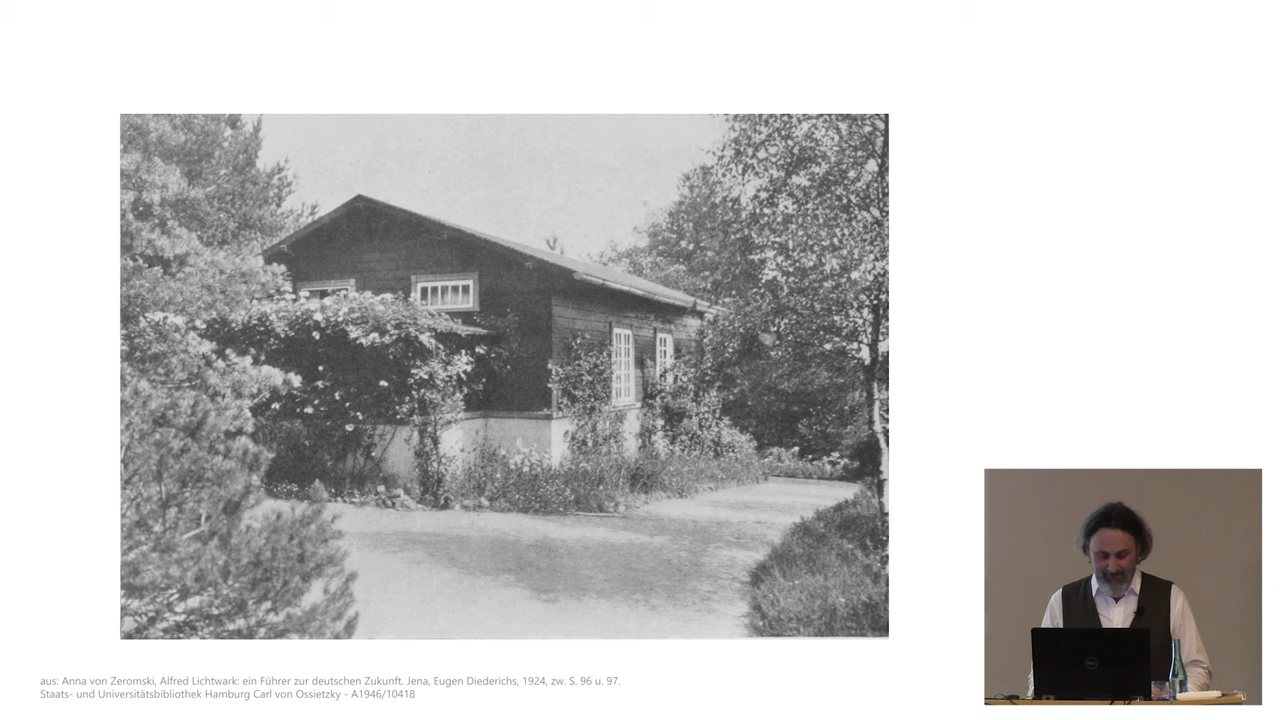 aus: Anna von Zeromski, Alfred Lichtwark: ein Führer zur deutschen Zukunft. Jena, Eugen Diederichs, 1924, zw. S. 96 u. 97.
Staats- und Universitätsbibliothek Hamburg Carl von Ossietzky - A1946/10418
DELL